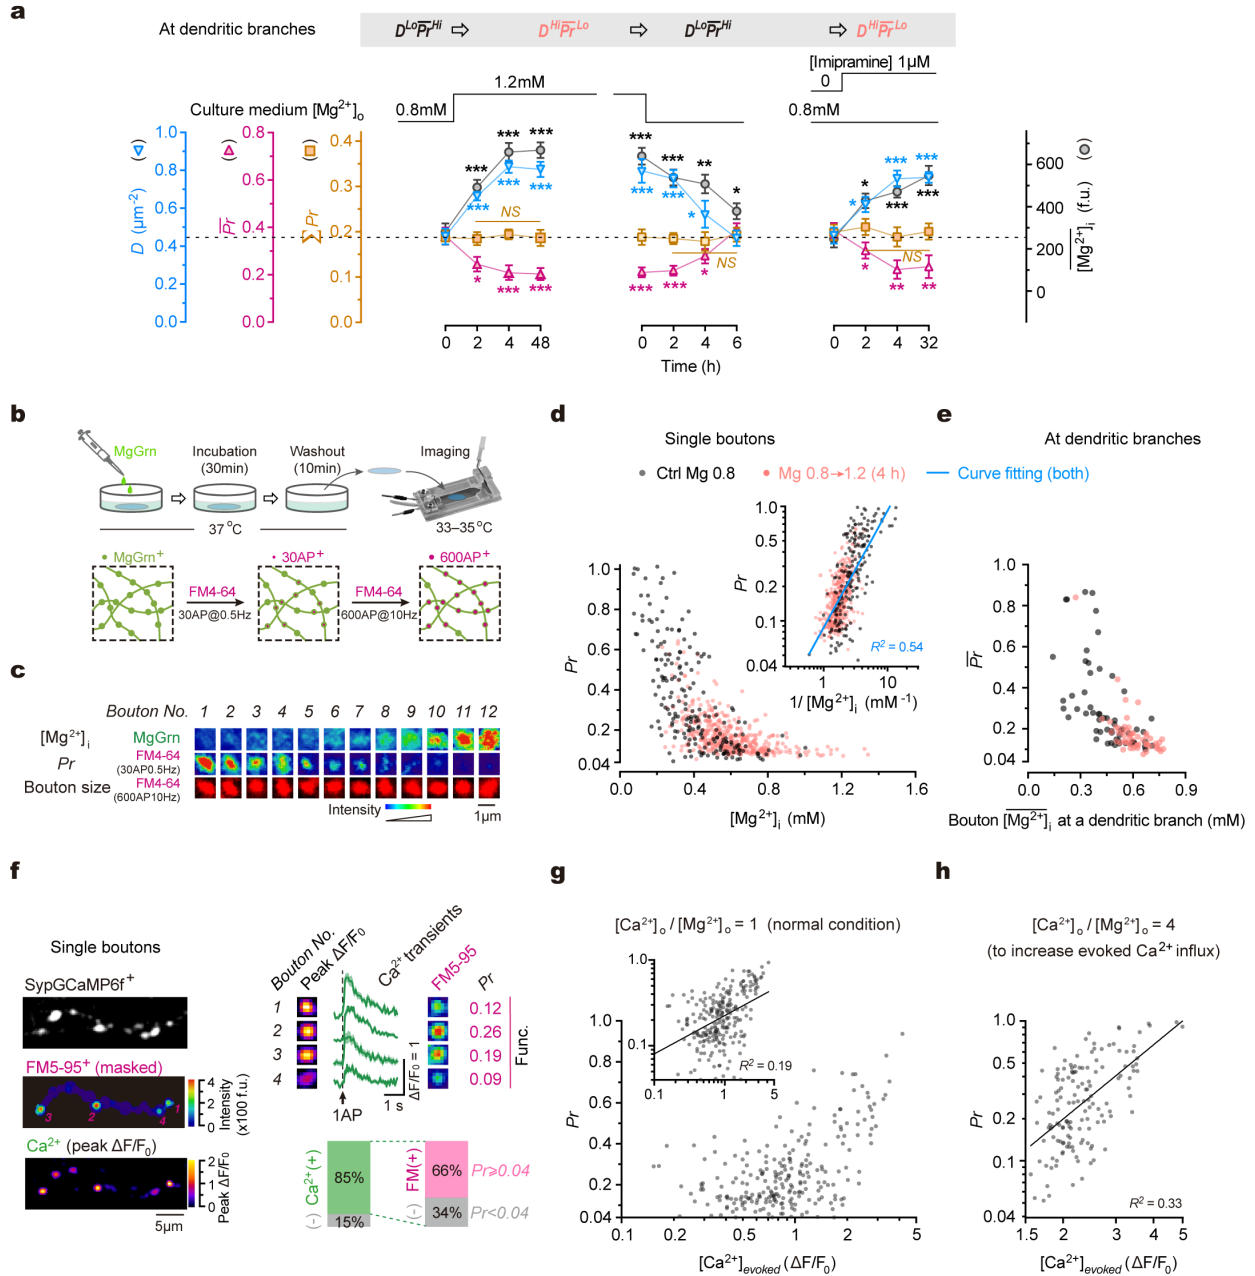 a
At dendritic branches
D^Lo Pr^Hi ⇨ D^Hi Pr^Lo ⇨ D^Lo Pr^Hi ⇨ D^Hi Pr^Lo
[Imipramine] 1μM
0
1.2mM
0.8mM
0.8mM
Culture medium [Mg2+]o
D (μm-2)
1.0
0.8
0.6
0.4
0.2
0.0
Pr
0.8
0.6
0.4
0.2
0.0
∑ Pr
0.4
0.3
0.2
0.1
0.0
*** *** ***
*** *** ***
NS
* *** ***
*** *** ** *
*** *** *
NS
*** *** *
* *** ***
* *** ***
NS
* ** **
[Mg2+]i (f.u.)
600
400
200
0
0 2 4 48
0 2 4 6
0 2 4 32
Time (h)
b
MgGrn
Incubation (30min)
Washout (10min)
Imaging
37 °C
33–35°C
MgGrn+
30AP+
600AP+
FM4-64
30AP@0.5Hz
FM4-64
600AP@10Hz
c
Bouton No. 1 2 3 4 5 6 7 8 9 10 11 12
[Mg2+]i MgGrn
Pr FM4-64
(30AP0.5Hz)
Bouton size FM4-64
(600AP10Hz)
Intensity
1μm
d
Single boutons
Ctrl Mg 0.8
Mg 0.8→1.2 (4 h)
Curve fitting (both)
Pr
1.0
0.8
0.6
0.4
0.2
0.04
0.0 0.4 0.8 1.2 1.6
[Mg2+]i (mM)
Pr
1.0
0.5
0.2
0.1
0.04
R2 = 0.54
1 10
1/ [Mg2+]i (mM -1)
e
At dendritic branches
Pr
1.0
0.8
0.6
0.4
0.2
0.04
0.0 0.3 0.6 0.9
Bouton [Mg2+]i at a dendritic branch (mM)
f
Single boutons
SypGCaMP6f+
FM5-95+ (masked)
3 2 1 4
4
2
0
Intensity
(x100 f.u.)
Ca2+ (peak ΔF/F0)
2
1
0
Peak ΔF/F0
5μm
Bouton No.
Peak ΔF/F0
Ca2+ transients
FM5-95
Pr
1 0.12
2 0.26
3 0.19
4 0.09
Func.
ΔF/F0 = 1
1 s
1AP
Ca2+(+)
(-)
85%
15%
FM(+)
(-)
66%
34%
Pr≥0.04
Pr<0.04
g
[Ca2+]o / [Mg2+]o = 1 (normal condition)
1.0
0.1
R2 = 0.19
0.1 1 5
Pr
1.0
0.8
0.6
0.4
0.2
0.04
0.1 0.2 0.5 1 2 5
[Ca2+]evoked (ΔF/F0)
h
[Ca2+]o / [Mg2+]o = 4
(to increase evoked Ca2+ influx)
Pr
1.0
0.5
0.1
0.04
R2 = 0.33
1.5 2 3 4 5
[Ca2+]evoked (ΔF/F0)